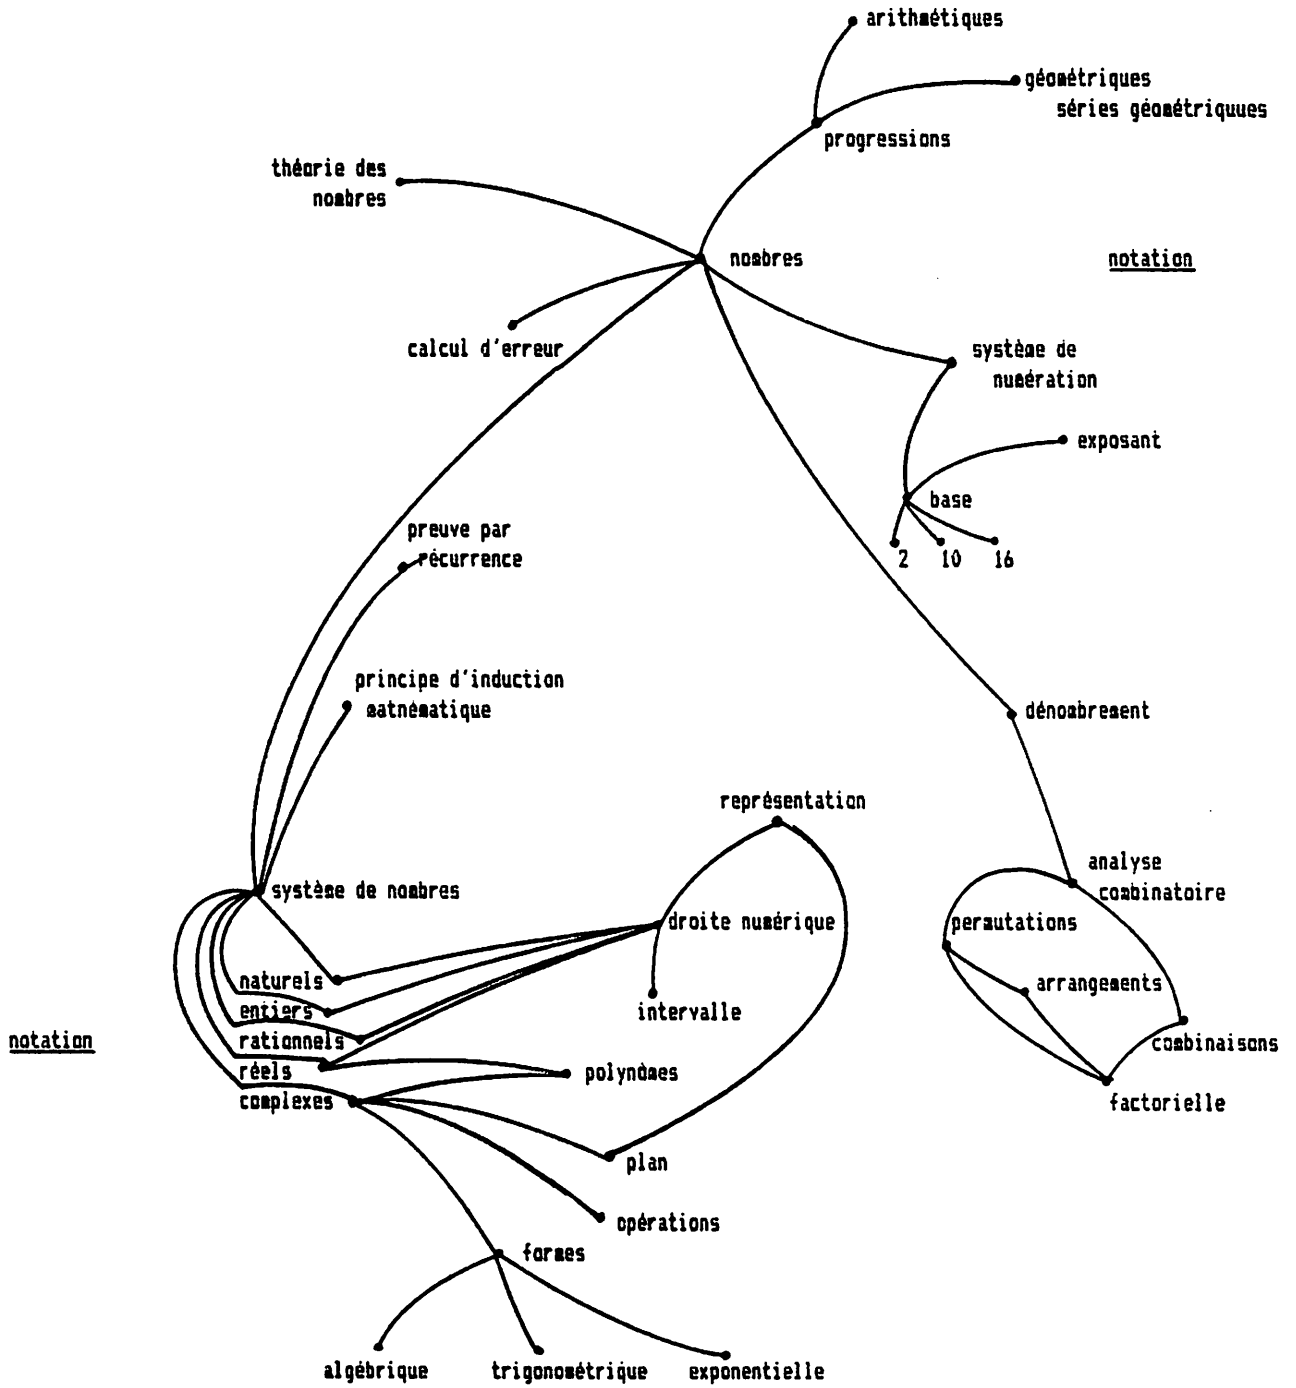 arithmétiques
géométriques
séries géométriquues
progressions
théorie des
nombres
nombres
notation
calcul d'erreur
système de
numération
exposant
base
2
10
16
preuve par
récurrence
principe d'induction
matnématique
dénombrement
représentation
analyse
combinatoire
système de nombres
droite numérique
permutations
naturels
arrangements
entiers
intervalle
notation
rationnels
combinaisons
réels
polynômes
complexes
factorielle
plan
opérations
formes
algébrique
trigonométrique
exponentielle